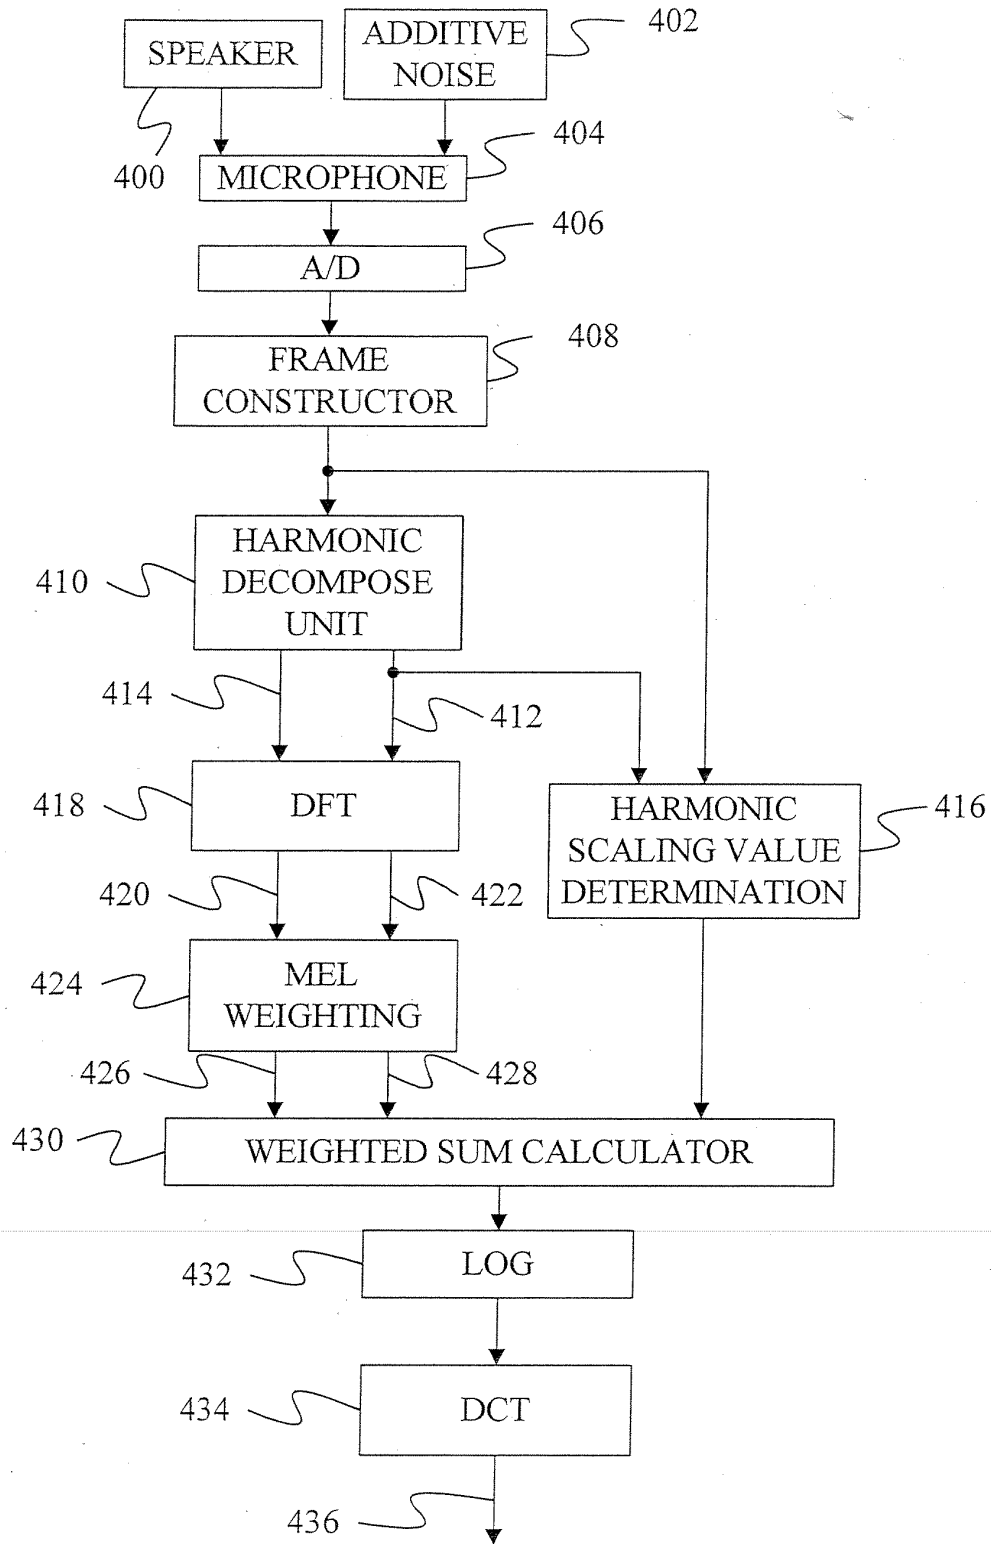 SPEAKER
ADDITIVE
NOISE
402
400
404
MICROPHONE
406
A/D
408
FRAME
CONSTRUCTOR
410
HARMONIC
DECOMPOSE
UNIT
414
412
418
DFT
HARMONIC
SCALING VALUE
DETERMINATION
416
420
422
424
MEL
WEIGHTING
426
428
430
WEIGHTED SUM CALCULATOR
432
LOG
434
DCT
436